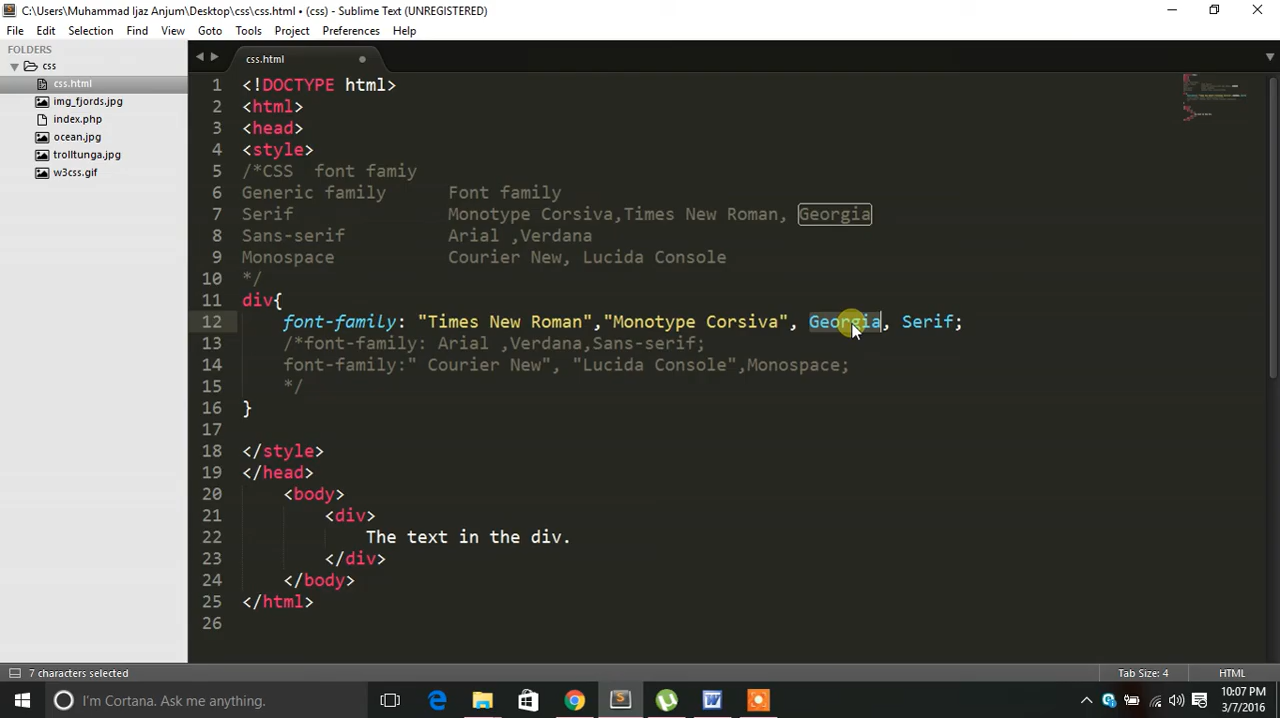 C:\Users\Muhammad Ijaz Anjum\Desktop\css\css.html • (css) - Sublime Text (UNREGISTERED)
File Edit Selection Find View Goto Tools Project Preferences Help
FOLDERS
css
css.html
img_fjords.jpg
index.php
ocean.jpg
trolltunga.jpg
w3css.gif
css.html
1 <!DOCTYPE html>
2 <html>
3 <head>
4 <style>
5 /*CSS  font famiy
6 Generic family      Font family
7 Serif               Monotype Corsiva,Times New Roman, Georgia
8 Sans-serif          Arial ,Verdana
9 Monospace           Courier New, Lucida Console
10 */
11 div{
12     font-family: "Times New Roman","Monotype Corsiva", Georgia, Serif;
13     /*font-family: Arial ,Verdana,Sans-serif;
14     font-family:" Courier New", "Lucida Console",Monospace;
15     */
16 }
17
18 </style>
19 </head>
20     <body>
21         <div>
22             The text in the div.
23         </div>
24     </body>
25 </html>
26
7 characters selected
Tab Size: 4
HTML
I'm Cortana. Ask me anything.
10:07 PM
3/7/2016